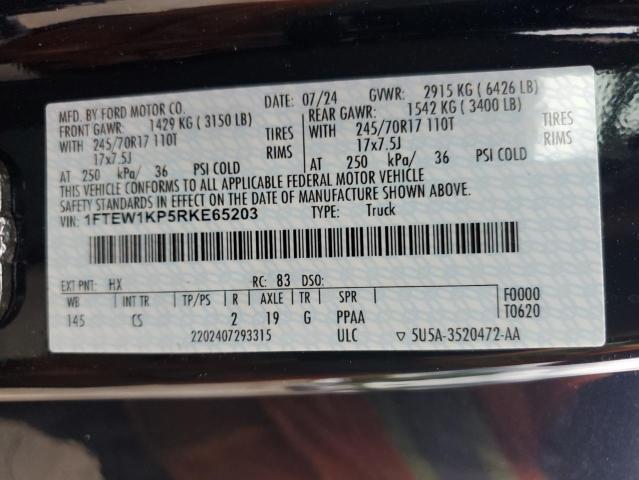 MFD. BY FORD MOTOR CO. DATE: 07/24 GVWR: 2915 KG ( 6426 LB)
FRONT GAWR: 1429 KG ( 3150 LB) REAR GAWR: 1542 KG ( 3400 LB)
WITH 245/70R17 110T TIRES WITH 245/70R17 110T TIRES
17x7.5J RIMS 17x7.5J RIMS
AT 250 kPa/ 36 PSI COLD AT 250 kPa/ 36 PSI COLD
THIS VEHICLE CONFORMS TO ALL APPLICABLE FEDERAL MOTOR VEHICLE
SAFETY STANDARDS IN EFFECT ON THE DATE OF MANUFACTURE SHOWN ABOVE.
VIN: 1FTEW1KP5RKE65203 TYPE: Truck
EXT PNT: HX RC: 83 DSO:
WB INT TR TP/PS R AXLE TR SPR F0000
145 CS 2 19 G PPAA T0620
2202407293315 ULC ▽ 5U5A-3520472-AA